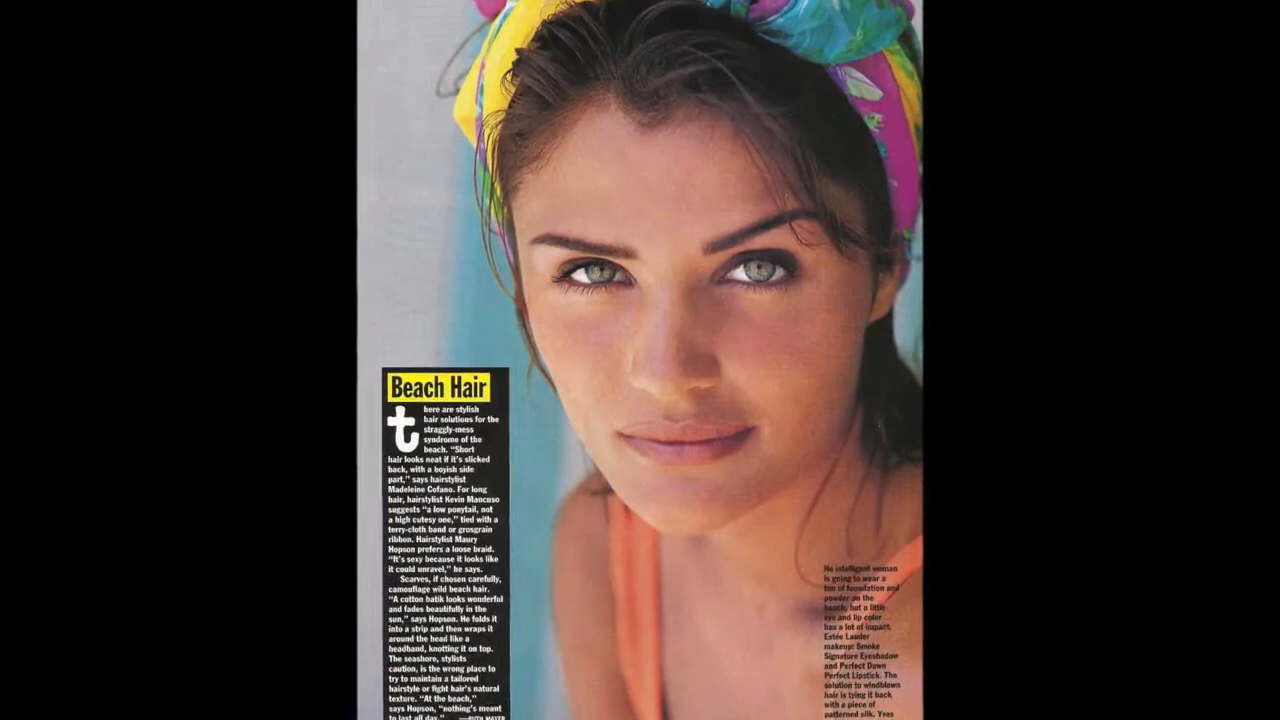 Beach Hair
there are stylish
hair solutions for the
straggly-mess
syndrome of the
beach. “Short
hair looks neat if it’s slicked
back, with a boyish side
part,” says hairstylist
Madeleine Cofano. For long
hair, hairstylist Kevin Mancuso
suggests “a low ponytail, not
a high cutesy one,” tied with a
terry-cloth band or grosgrain
ribbon. Hairstylist Maury
Hopson prefers a loose braid.
“It’s sexy because it looks like
it could unravel,” he says.
Scarves, if chosen carefully,
camouflage wild beach hair.
“A cotton batik looks wonderful
and fades beautifully in the
sun,” says Hopson. He folds it
into a strip and then wraps it
around the head like a
headband, knotting it on top.
The seashore, stylists
caution, is the wrong place to
try to maintain a tailored
hairstyle or fight hair’s natural
texture. “At the beach,”
says Hopson, “nothing’s meant
to last all day.” —RUTH MAYER
No intelligent woman
is going to wear a
ton of foundation and
powder on the
beach, but a little
eye and lip color
has a lot of impact.
Estée Lauder
makeup: Smoke
Signature Eyeshadow
and Perfect Dawn
Perfect Lipstick. The
solution to windblown
hair is tying it back
with a piece of
patterned silk. Yves